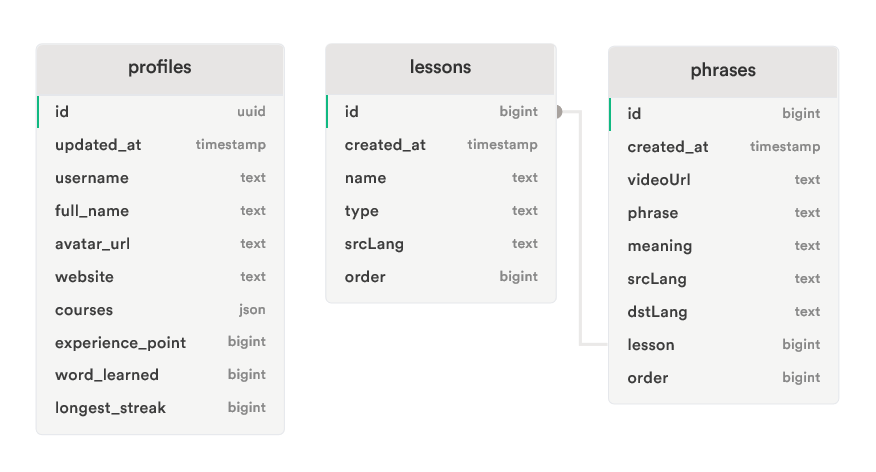 profiles
id uuid
updated_at timestamp
username text
full_name text
avatar_url text
website text
courses json
experience_point bigint
word_learned bigint
longest_streak bigint
lessons
id bigint
created_at timestamp
name text
type text
srcLang text
order bigint
phrases
id bigint
created_at timestamp
videoUrl text
phrase text
meaning text
srcLang text
dstLang text
lesson bigint
order bigint